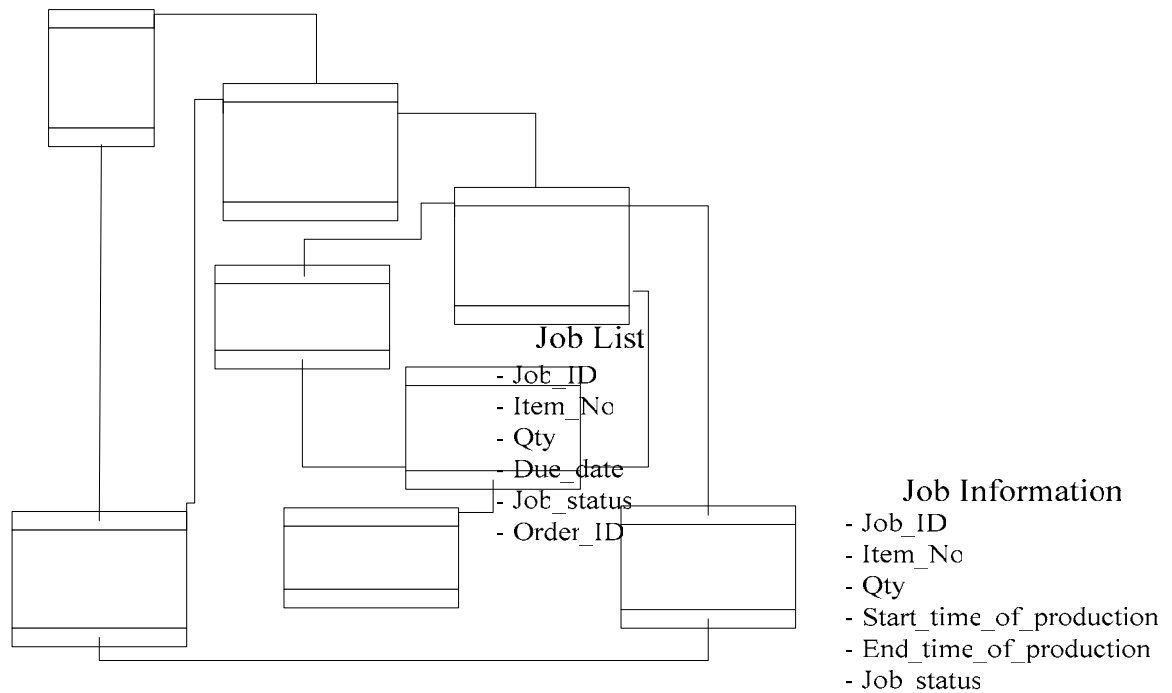 Job List
- Job_ID
- Item_No
- Qty
- Due_date
- Job_status
- Order_ID
Job Information
- Job_ID
- Item_No
- Qty
- Start_time_of_production
- End_time_of_production
- Job_status